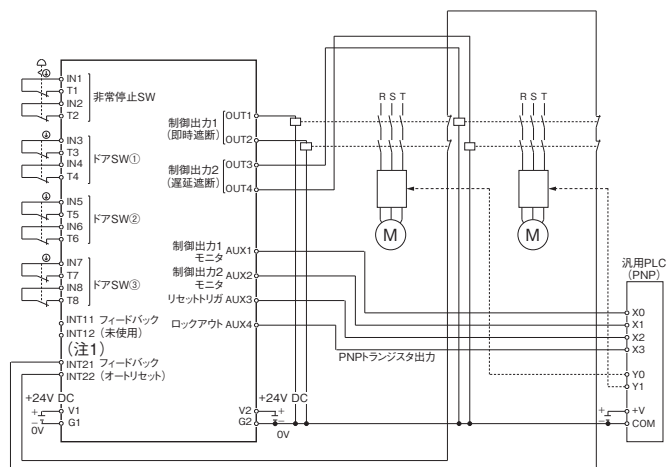 IN1
T1
IN2
T2
非常停止SW
IN3
T3
IN4
T4
ドアSW①
IN5
T5
IN6
T6
ドアSW②
IN7
T7
IN8
T8
ドアSW③
INT11 フィードバック
INT12 (未使用)
(注1)
INT21 フィードバック
INT22 (オートリセット)
+24V DC
+
−
V1
G1
0V
制御出力1
(即時遮断)
OUT1
OUT2
制御出力2
(遅延遮断)
OUT3
OUT4
制御出力1
モニタ
AUX1
制御出力2
モニタ
AUX2
リセットトリガ AUX3
ロックアウト AUX4
PNPトランジスタ出力
+24V DC
V2
G2
+
−
0V
R S T
M
R S T
M
汎用PLC
(PNP)
X0
X1
X2
X3
Y0
Y1
+
−
+V
COM